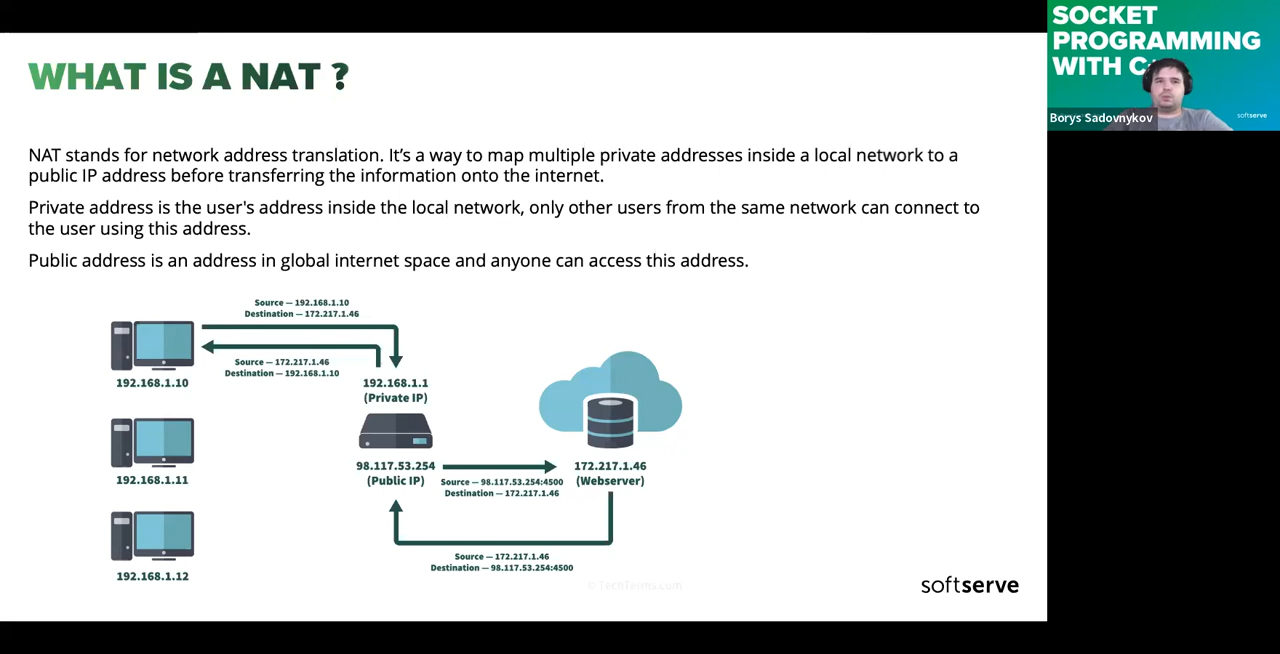 WHAT IS A NAT ?
NAT stands for network address translation. It’s a way to map multiple private addresses inside a local network to a
public IP address before transferring the information onto the internet.
Private address is the user's address inside the local network, only other users from the same network can connect to
the user using this address.
Public address is an address in global internet space and anyone can access this address.
Source — 192.168.1.10
Destination — 172.217.1.46
Source — 172.217.1.46
Destination — 192.168.1.10
192.168.1.10
192.168.1.1
(Private IP)
192.168.1.11
98.117.53.254
(Public IP)
Source — 98.117.53.254:4500
Destination — 172.217.1.46
172.217.1.46
(Webserver)
Source — 172.217.1.46
Destination — 98.117.53.254:4500
192.168.1.12
© TechTerms.com
softserve
SOCKET
PROGRAMMING
WITH
Borys Sadovnykov
softserve